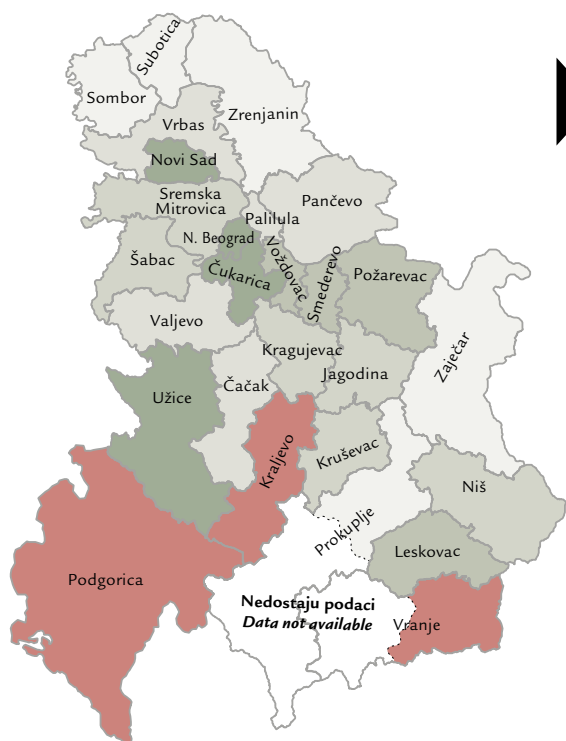 Subotica
Sombor
Zrenjanin
Vrbas
Novi Sad
Sremska
Mitrovica
Pančevo
Palilula
N. Beograd
Voždovac
Šabac
Čukarica
Smederevo
Požarevac
Valjevo
Kragujevac
Zaječar
Jagodina
Čačak
Užice
Kraljevo
Kruševac
Niš
Prokuplje
Leskovac
Podgorica
Nedostaju podaci
Data not available
Vranje